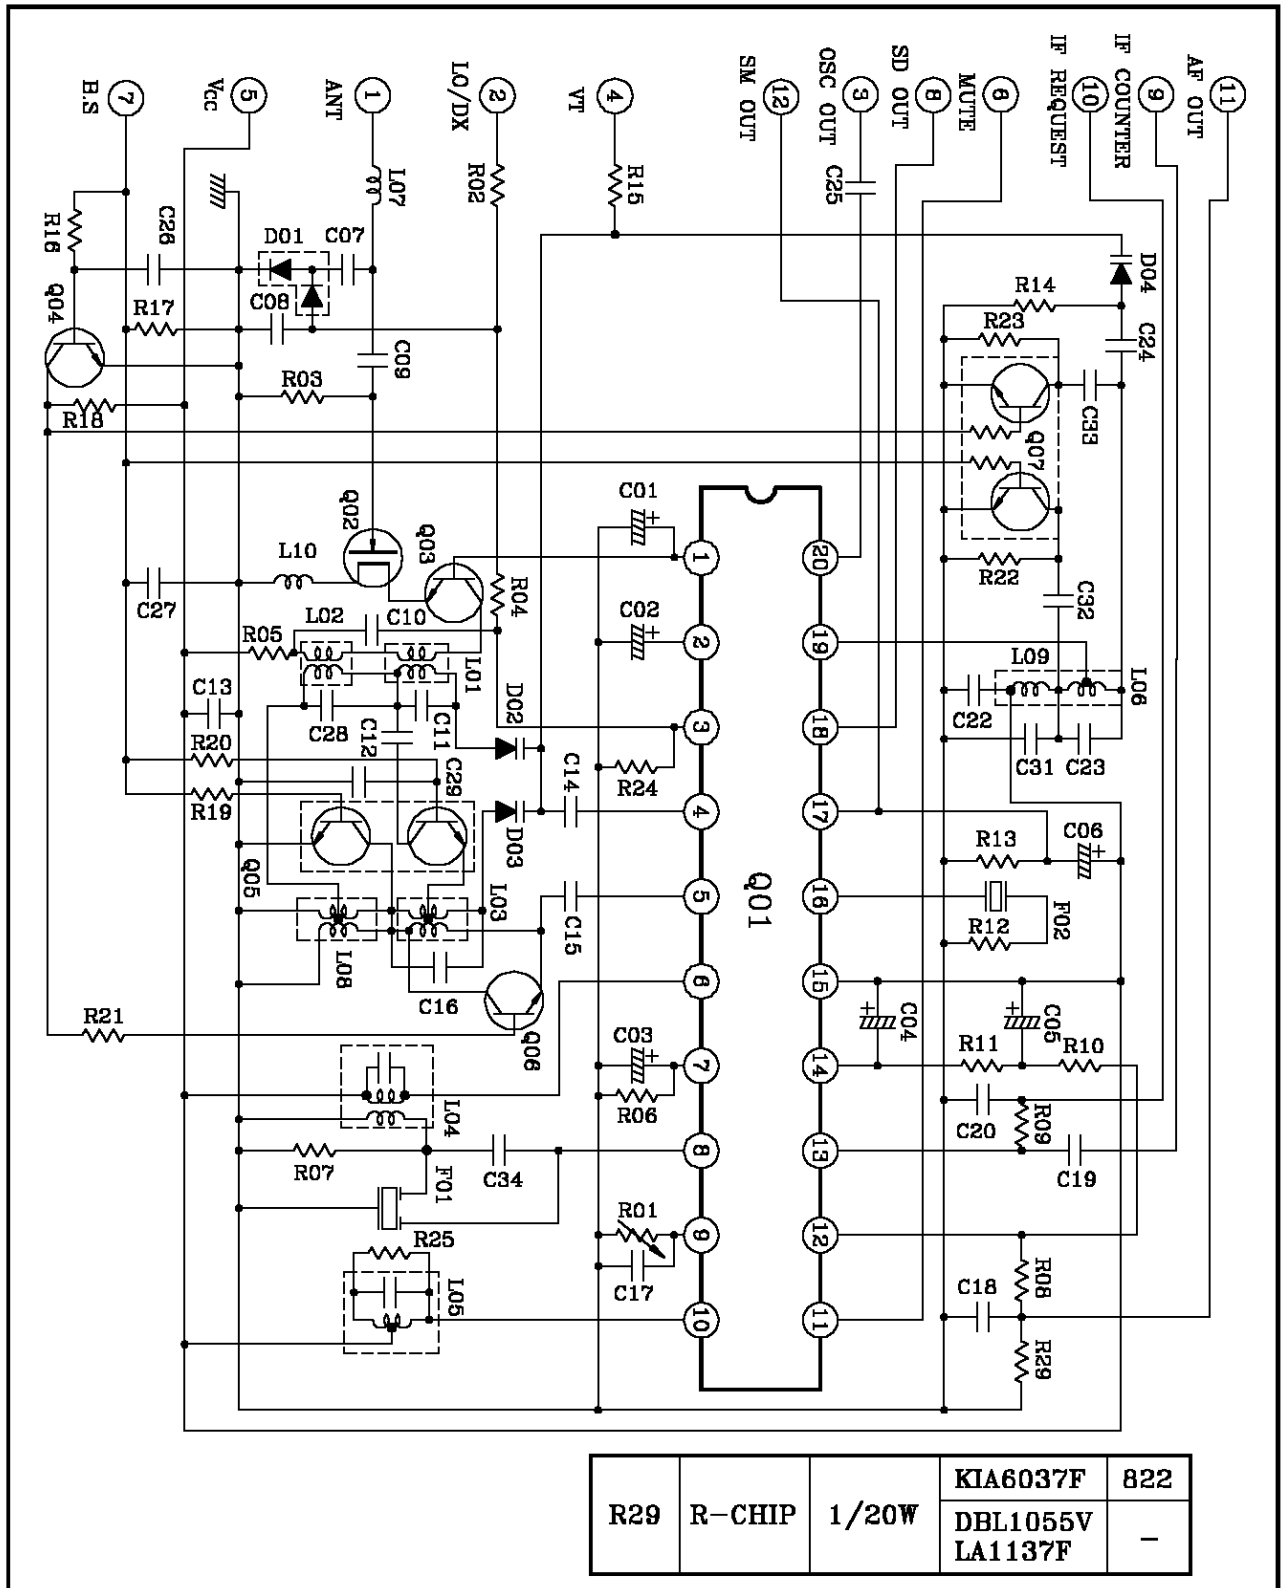 B.S
7
Vcc
5
ANT
1
LO/DX
2
VT
4
SM OUT
12
OSC OUT
3
SD OUT
8
MUTE
6
IF REQUEST
10
IF COUNTER
9
AF OUT
11
R16
C26
D01
C07
L07
R02
R15
C25
D04
R14
Q04
R17
C08
C09
R23
C24
R03
R18
C33
Q07
Q02
L10
Q03
C01
1
20
R22
C27
R04
C32
L02
C10
C02
2
19
R05
L01
L09
L06
C13
D02
3
18
C22
C28
C12
C11
C31
C23
R20
C29
C14
R24
R19
D03
4
17
R13
C06
Q05
L03
C15
5
Q01
16
F02
R12
L08
C16
6
15
R21
Q06
C03
7
14
C04
C05
R11
R10
L04
R06
C20
R09
R07
F01
C34
8
13
C19
R01
9
12
R25
C17
L05
10
11
C18
R08
R29
R29
R-CHIP
1/20W
KIA6037F
822
DBL1055V
LA1137F
-